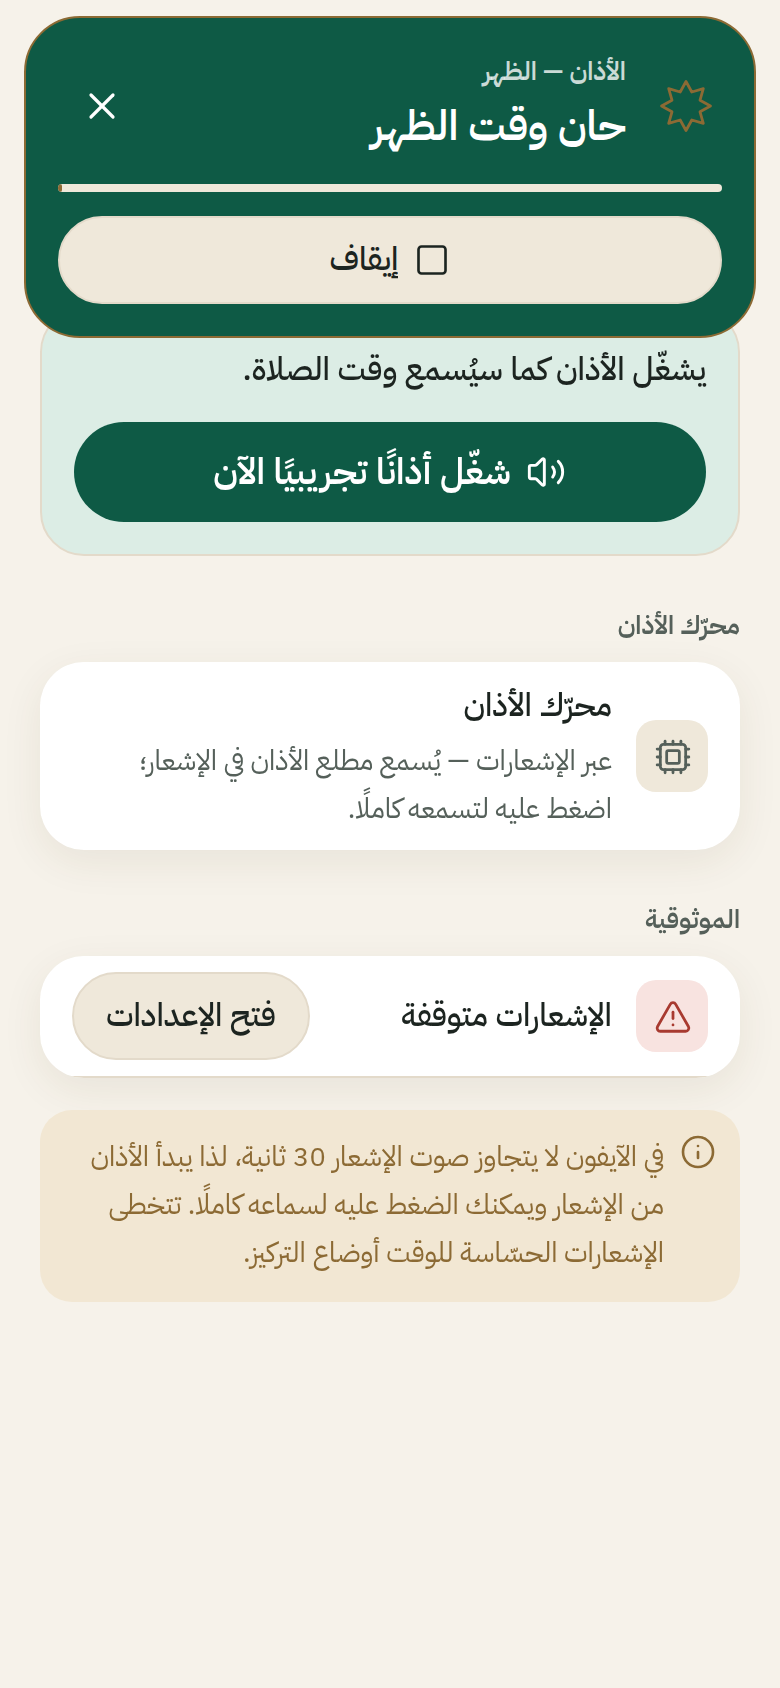 الأذان — الظهر
حان وقت الظهر
إيقاف
يشغّل الأذان كما سيُسمع وقت الصلاة.
شغّل أذانًا تجريبيًا الآن
محرّك الأذان
محرّك الأذان
عبر الإشعارات — يُسمع مطلع الأذان في الإشعار؛
اضغط عليه لتسمعه كاملًا.
الموثوقية
الإشعارات متوقفة
فتح الإعدادات
في الآيفون لا يتجاوز صوت الإشعار 30 ثانية، لذا يبدأ الأذان
من الإشعار ويمكنك الضغط عليه لسماعه كاملًا. تتخطى
الإشعارات الحسّاسة للوقت أوضاع التركيز.